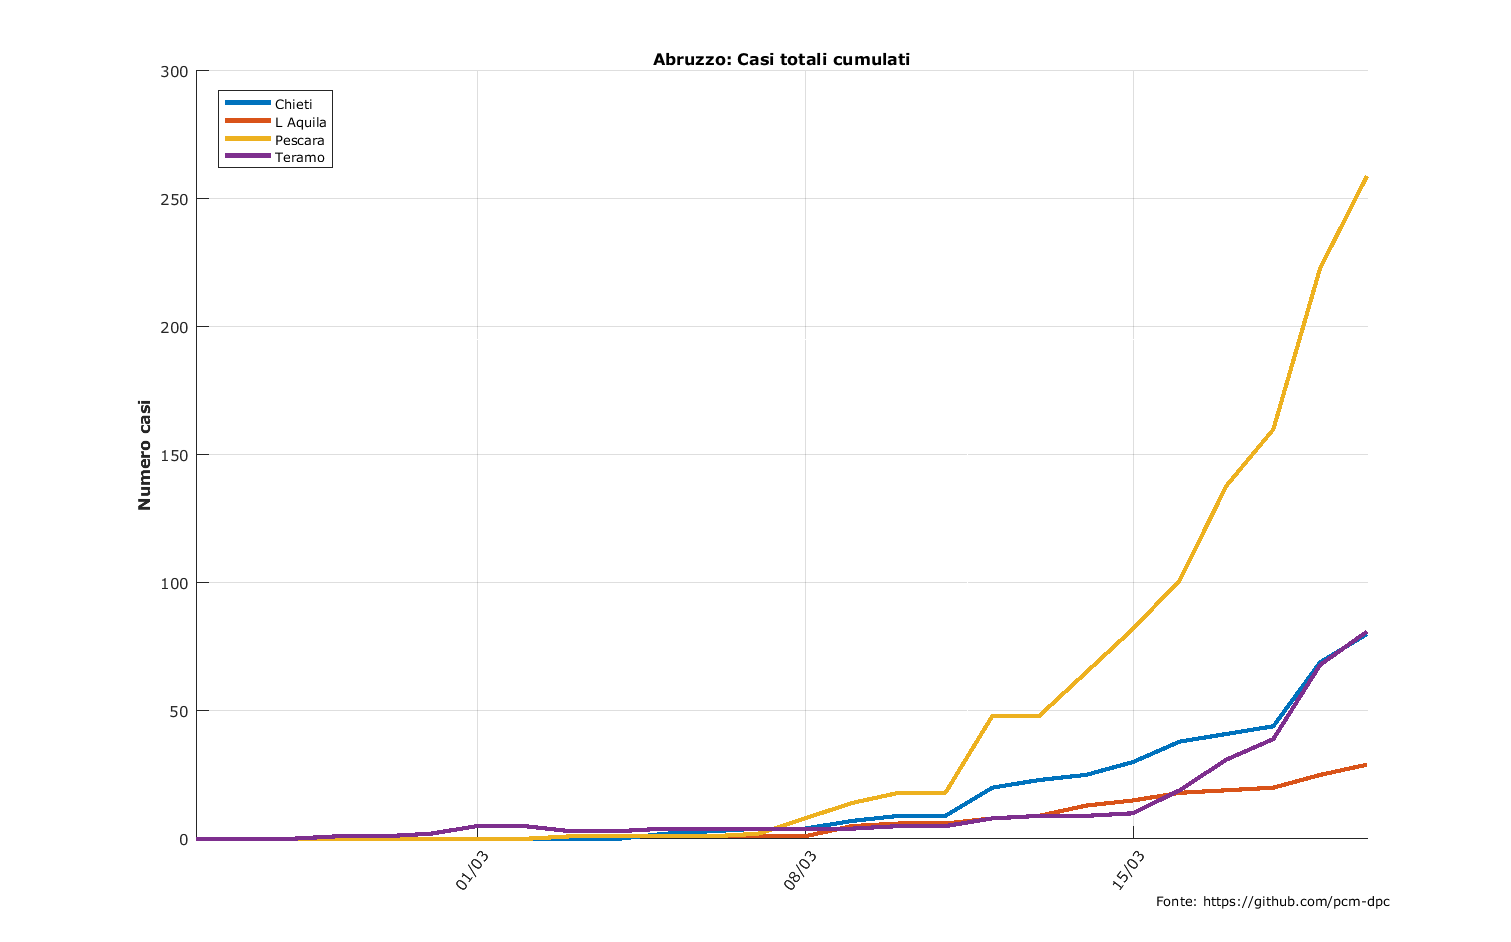 Abruzzo: Casi totali cumulati
300
250
200
150
100
50
0
Numero casi
Chieti
L Aquila
Pescara
Teramo
01/03
08/03
15/03
Fonte: https://github.com/pcm-dpc